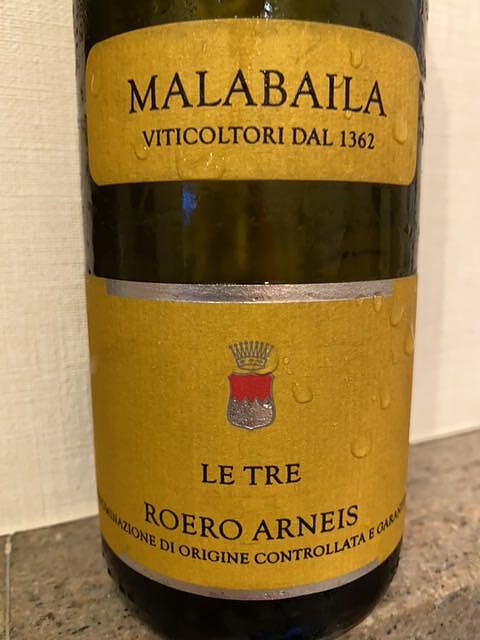 MALABAILA
VITICOLTORI DAL 1362
LE TRE
ROERO ARNEIS
DI ORIGINE CONTROLLATA E